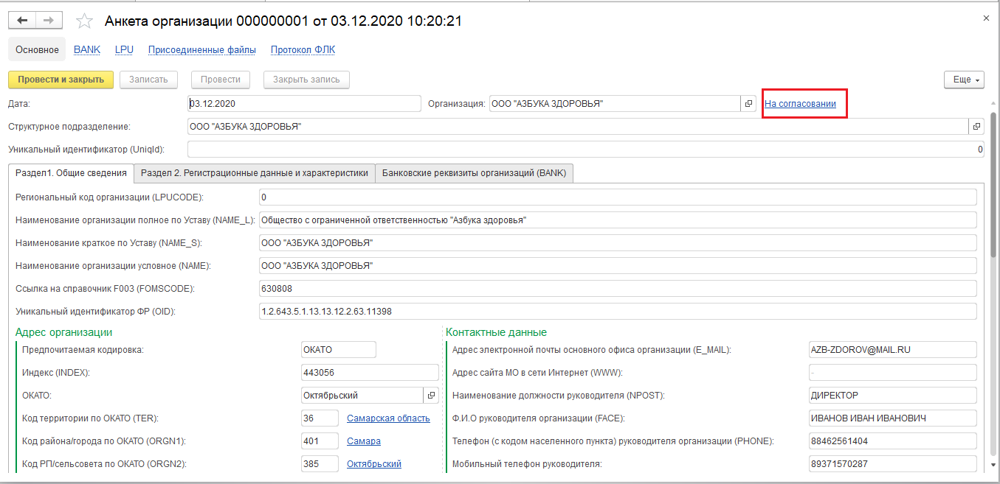 Анкета организации 000000001 от 03.12.2020 10:20:21
Основное BANK LPU Присоединенные файлы Протокол ФЛК
Провести и закрыть Записать Провести Закрыть запись Еще
Дата: 03.12.2020 Организация: ООО "АЗБУКА ЗДОРОВЬЯ" На согласовании
Структурное подразделение: ООО "АЗБУКА ЗДОРОВЬЯ"
Уникальный идентификатор (UniqId): 0
Раздел1. Общие сведения Раздел 2. Регистрационные данные и характеристики Банковские реквизиты организаций (BANK)
Региональный код организации (LPUCODE): 0
Наименование организации полное по Уставу (NAME_L): Общество с ограниченной ответственностью "Азбука здоровья"
Наименование краткое по Уставу (NAME_S): ООО "АЗБУКА ЗДОРОВЬЯ"
Наименование организации условное (NAME): ООО "АЗБУКА ЗДОРОВЬЯ"
Ссылка на справочник F003 (FOMSCODE): 630808
Уникальный идентификатор ФР (OID): 1.2.643.5.1.13.13.12.2.63.11398
Адрес организации Контактные данные
Предпочитаемая кодировка: ОКАТО Адрес электронной почты основного офиса организации (E_MAIL): AZB-ZDOROV@MAIL.RU
Индекс (INDEX): 443056 Адрес сайта МО в сети Интернет (WWW): -
ОКАТО: Октябрьский Наименование должности руководителя (NPOST): ДИРЕКТОР
Код территории по ОКАТО (TER): 36 Самарская область Ф.И.О руководителя организации (FACE): ИВАНОВ ИВАН ИВАНОВИЧ
Код района/города по ОКАТО (ORGN1): 401 Самара Телефон (с кодом населенного пункта) руководителя организации (PHONE): 88462561404
Код РП/сельсовета по ОКАТО (ORGN2): 385 Октябрьский Мобильный телефон руководителя: 89371570287